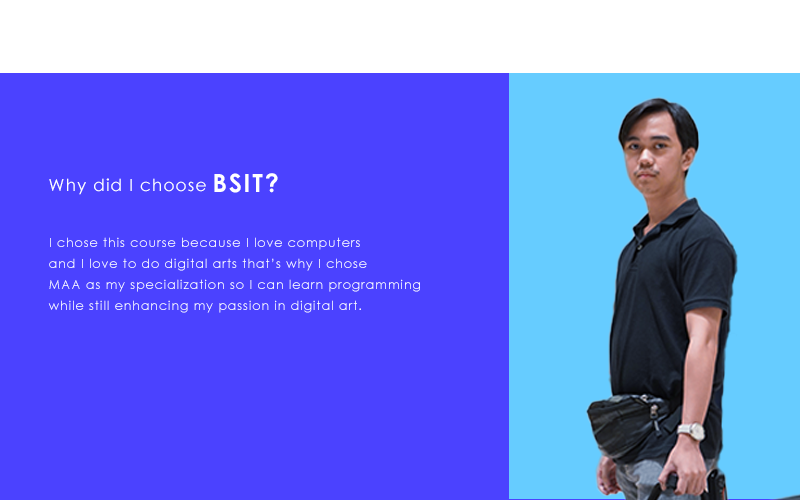 Why did I choose BSIT?
I chose this course because I love computers
and I love to do digital arts that's why I chose
MAA as my specialization so I can learn programming
while still enhancing my passion in digital art.